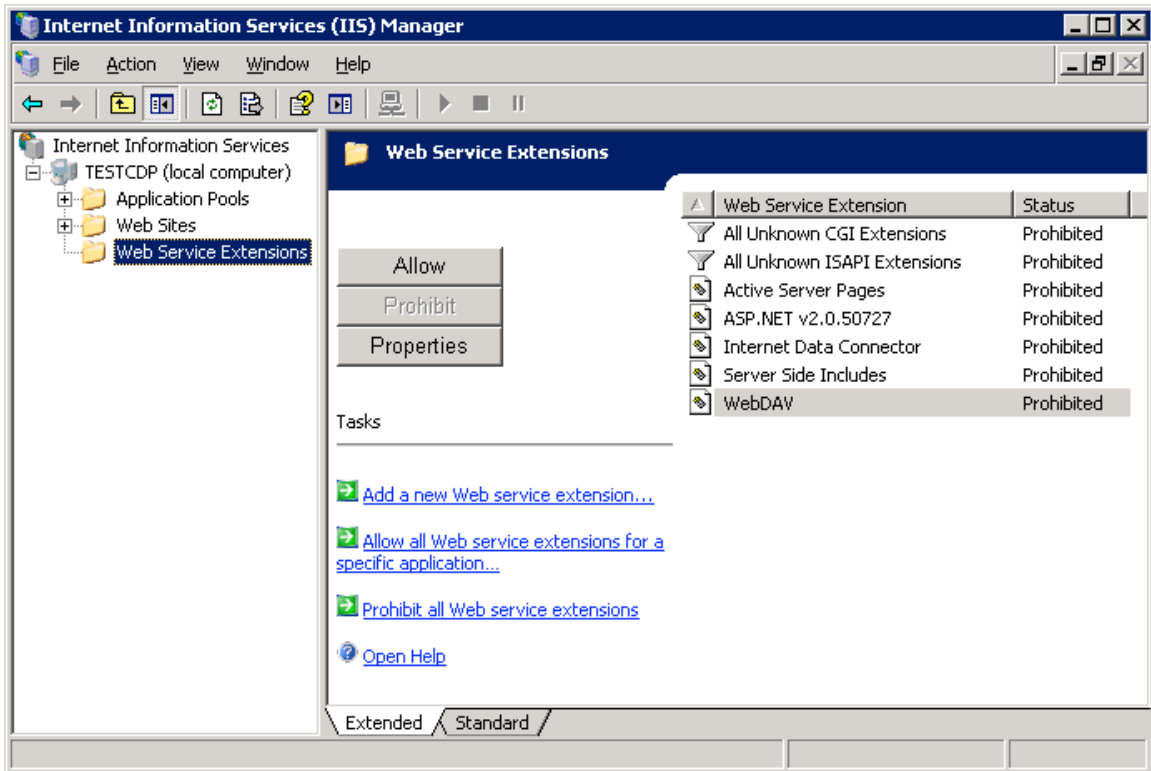 Internet Information Services (IIS) Manager
File Action View Window Help
Internet Information Services
TESTCDP (local computer)
Application Pools
Web Sites
Web Service Extensions
Web Service Extensions
Allow
Prohibit
Properties
Tasks
Add a new Web service extension...
Allow all Web service extensions for a
specific application...
Prohibit all Web service extensions
Open Help
Web Service Extension Status
All Unknown CGI Extensions Prohibited
All Unknown ISAPI Extensions Prohibited
Active Server Pages Prohibited
ASP.NET v2.0.50727 Prohibited
Internet Data Connector Prohibited
Server Side Includes Prohibited
WebDAV Prohibited
Extended Standard